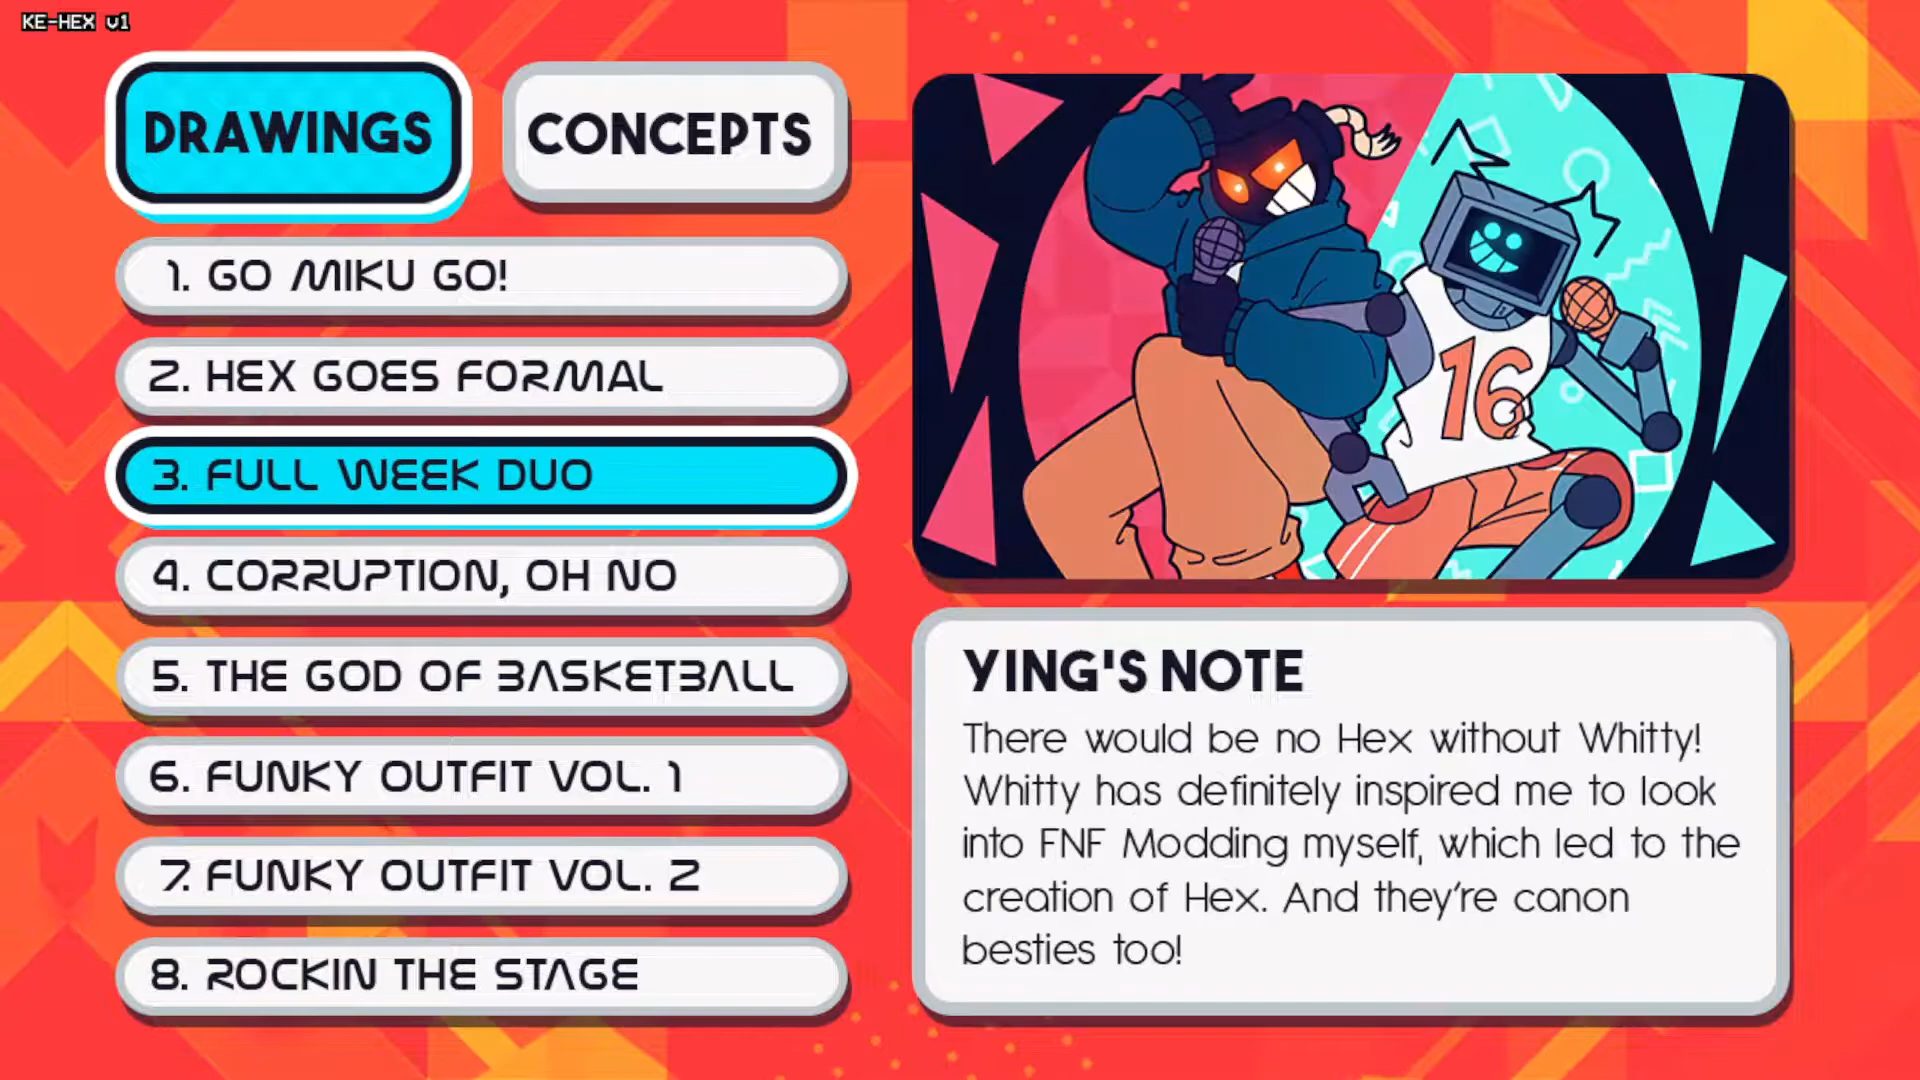 KE-HEX v1
DRAWINGS
CONCEPTS
1. GO MIKU GO!
2. HEX GOES FORMAL
3. FULL WEEK DUO
4. CORRUPTION, OH NO
5. THE GOD OF BASKETBALL
6. FUNKY OUTFIT VOL. 1
7. FUNKY OUTFIT VOL. 2
8. ROCKIN THE STAGE
16
YING'S NOTE
There would be no Hex without Whitty!
Whitty has definitely inspired me to look
into FNF Modding myself, which led to the
creation of Hex. And they're canon
besties too!